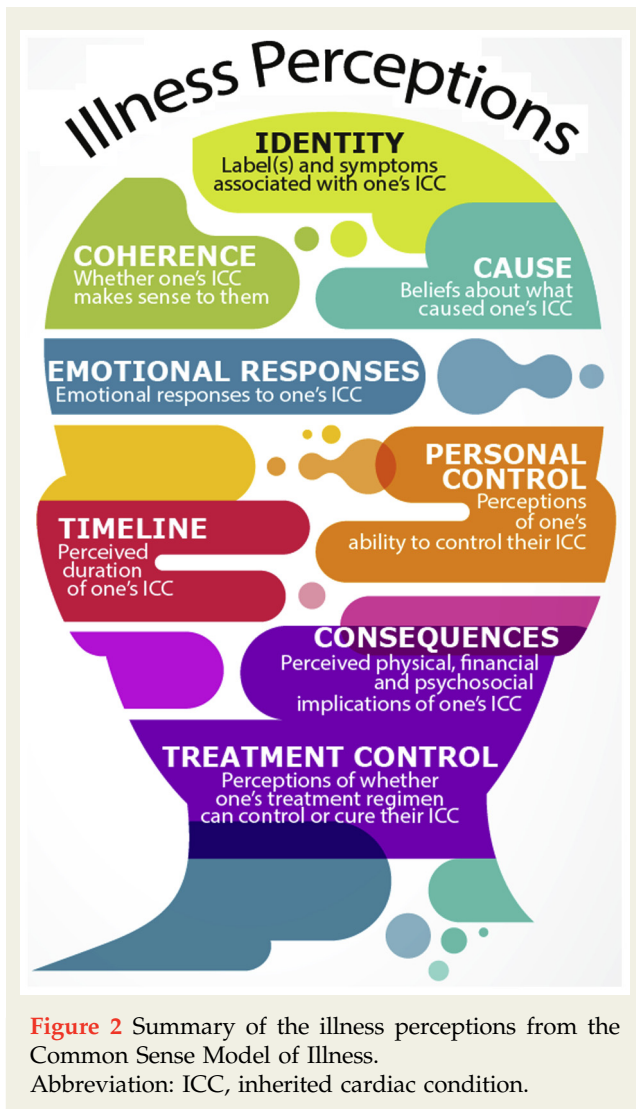 Illness Perceptions
IDENTITY
Label(s) and symptoms
associated with one's ICC
COHERENCE
Whether one's ICC
makes sense to them
CAUSE
Beliefs about what
caused one's ICC
EMOTIONAL RESPONSES
Emotional responses to one's ICC
PERSONAL
CONTROL
Perceptions
of one's
ability to control their ICC
TIMELINE
Perceived
duration
of one's ICC
CONSEQUENCES
Perceived physical, financial
and psychosocial
implications of one's ICC
TREATMENT CONTROL
Perceptions of whether
one's treatment regimen
can control or cure their ICC
Figure 2 Summary of the illness perceptions from the
Common Sense Model of Illness.
Abbreviation: ICC, inherited cardiac condition.